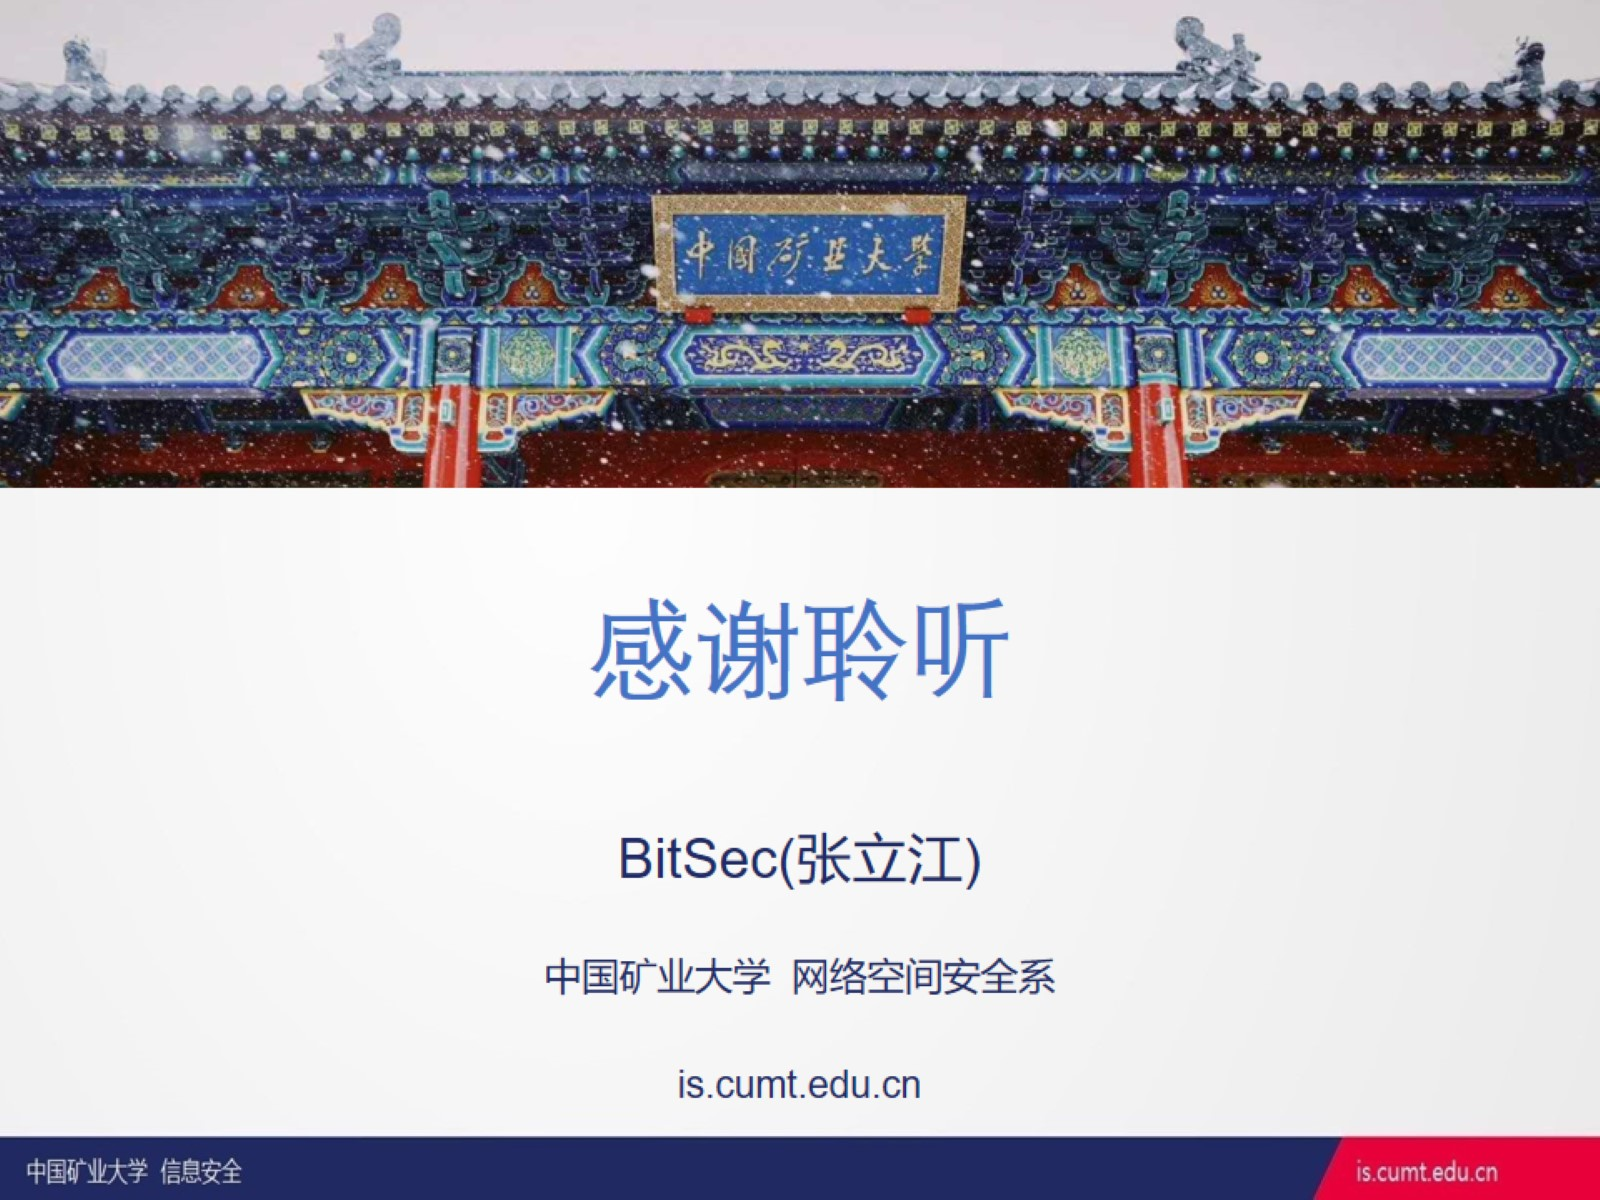 中国矿业大學
感谢聆听
BitSec(张立江)
中国矿业大学 网络空间安全系
is.cumt.edu.cn
中国矿业大学 信息安全
is.cumt.edu.cn